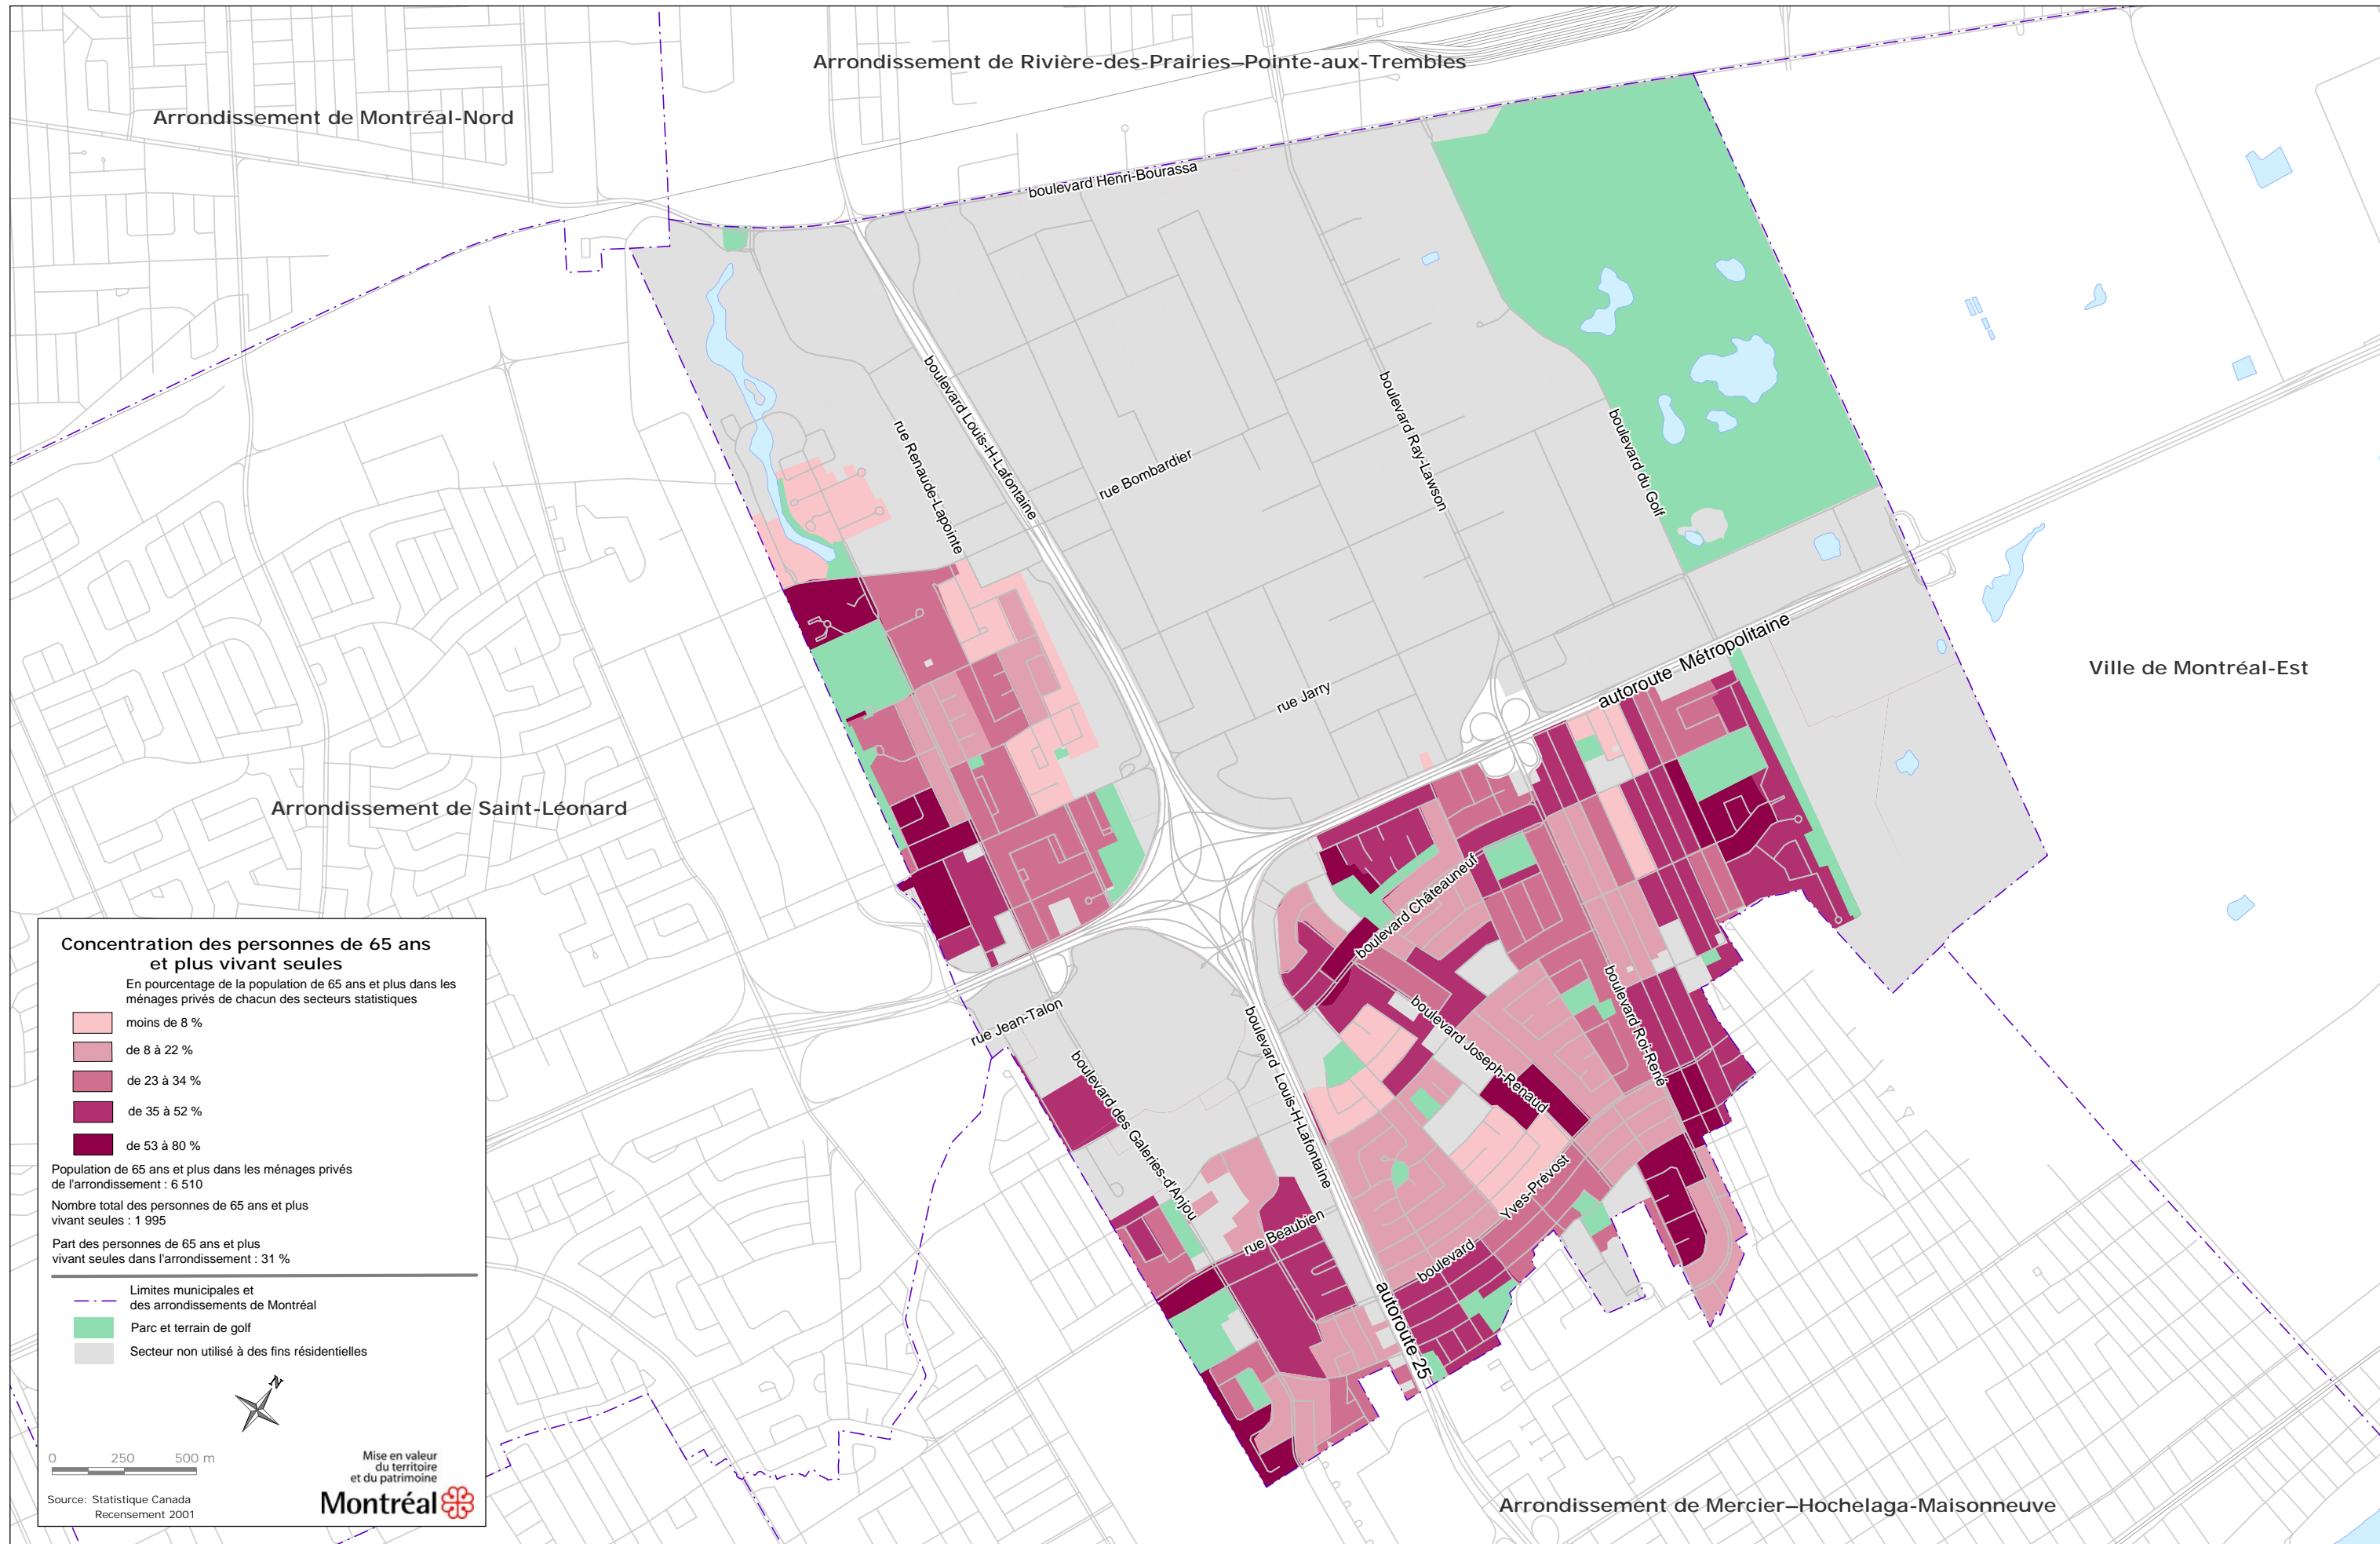 Arrondissement de Rivière-des-Prairies–Pointe-aux-Trembles
Arrondissement de Montréal-Nord
boulevard Henri-Bourassa
boulevard Louis-H-Lafontaine
rue Renaude-Lapointe
rue Bombardier
boulevard Ray-Lawson
boulevard du Golf
autoroute Métropolitaine
Ville de Montréal-Est
rue Jarry
Arrondissement de Saint-Léonard
boulevard Châteauneuf
boulevard Joseph-Renaud
boulevard Roi-René
rue Jean-Talon
boulevard des Galeries-d'Anjou
boulevard Louis-H-Lafontaine
rue Beaubien
boulevard Yves-Prévost
autoroute 25
Arrondissement de Mercier–Hochelaga-Maisonneuve
Concentration des personnes de 65 ans
et plus vivant seules
En pourcentage de la population de 65 ans et plus dans les
ménages privés de chacun des secteurs statistiques
moins de 8 %
de 8 à 22 %
de 23 à 34 %
de 35 à 52 %
de 53 à 80 %
Population de 65 ans et plus dans les ménages privés
de l'arrondissement : 6 510
Nombre total des personnes de 65 ans et plus
vivant seules : 1 995
Part des personnes de 65 ans et plus
vivant seules dans l'arrondissement : 31 %
Limites municipales et
des arrondissements de Montréal
Parc et terrain de golf
Secteur non utilisé à des fins résidentielles
N
0 250 500 m
Mise en valeur
du territoire
et du patrimoine
Montréal
Source: Statistique Canada
Recensement 2001